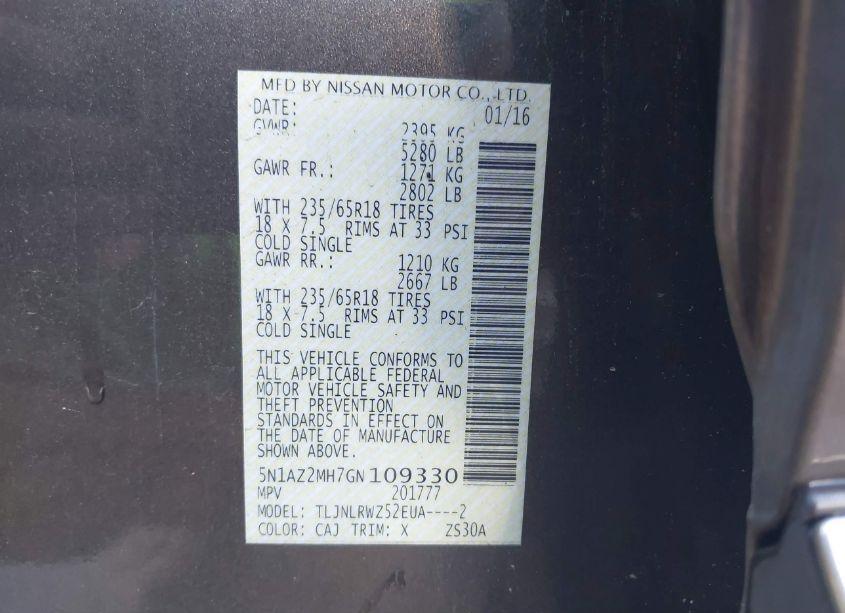 MFD BY NISSAN MOTOR CO., LTD.
DATE: 01/16
GVWR: 2395 KG
5280 LB
GAWR FR.: 1271 KG
2802 LB
WITH 235/65R18 TIRES
18 X 7.5 RIMS AT 33 PSI
COLD SINGLE
GAWR RR.: 1210 KG
2667 LB
WITH 235/65R18 TIRES
18 X 7.5 RIMS AT 33 PSI
COLD SINGLE
THIS VEHICLE CONFORMS TO
ALL APPLICABLE FEDERAL
MOTOR VEHICLE SAFETY AND
THEFT PREVENTION
STANDARDS IN EFFECT ON
THE DATE OF MANUFACTURE
SHOWN ABOVE.
5N1AZ2MH7GN109330
MPV 201777
MODEL: TLJNLRWZ52EUA----2
COLOR: CAJ TRIM: X ZS30A